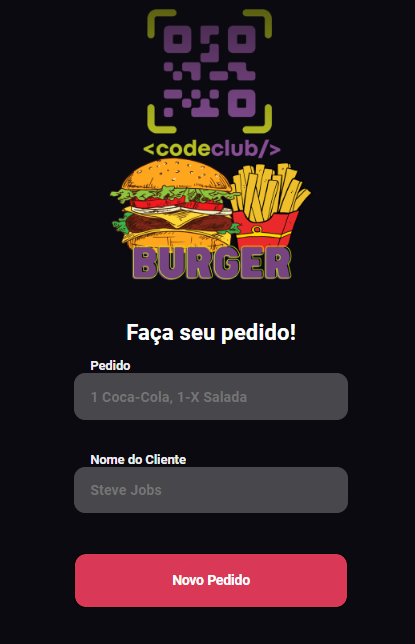 <codeclub/>
BURGER
Faça seu pedido!
Pedido
1 Coca-Cola, 1-X Salada
Nome do Cliente
Steve Jobs
Novo Pedido